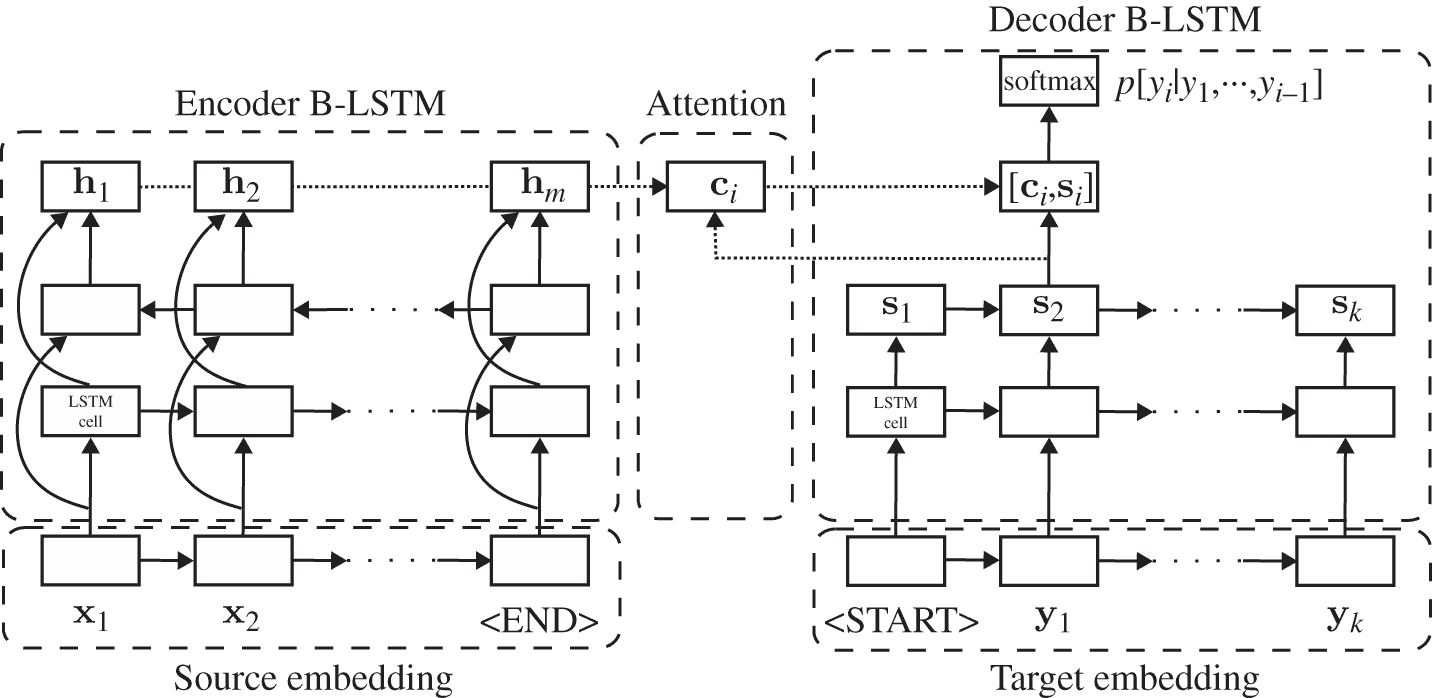 Decoder B-LSTM
softmax p[y_i|y_1,···,y_{i–1}]
Encoder B-LSTM Attention
h_1 h_2 h_m c_i [c_i,s_i]
s_1 s_2 s_k
LSTM cell
LSTM cell
x_1 x_2 <END> <START> y_1 y_k
Source embedding Target embedding